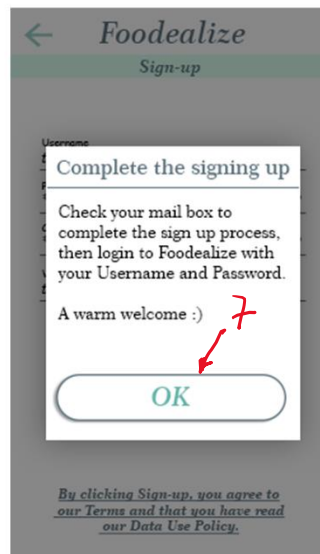 Foodealize
Sign-up
Username
Complete the signing up
Check your mail box to
complete the sign up process,
then login to Foodealize with
your Username and Password.
A warm welcome :)
7
OK
By clicking Sign-up, you agree to
our Terms and that you have read
our Data Use Policy.